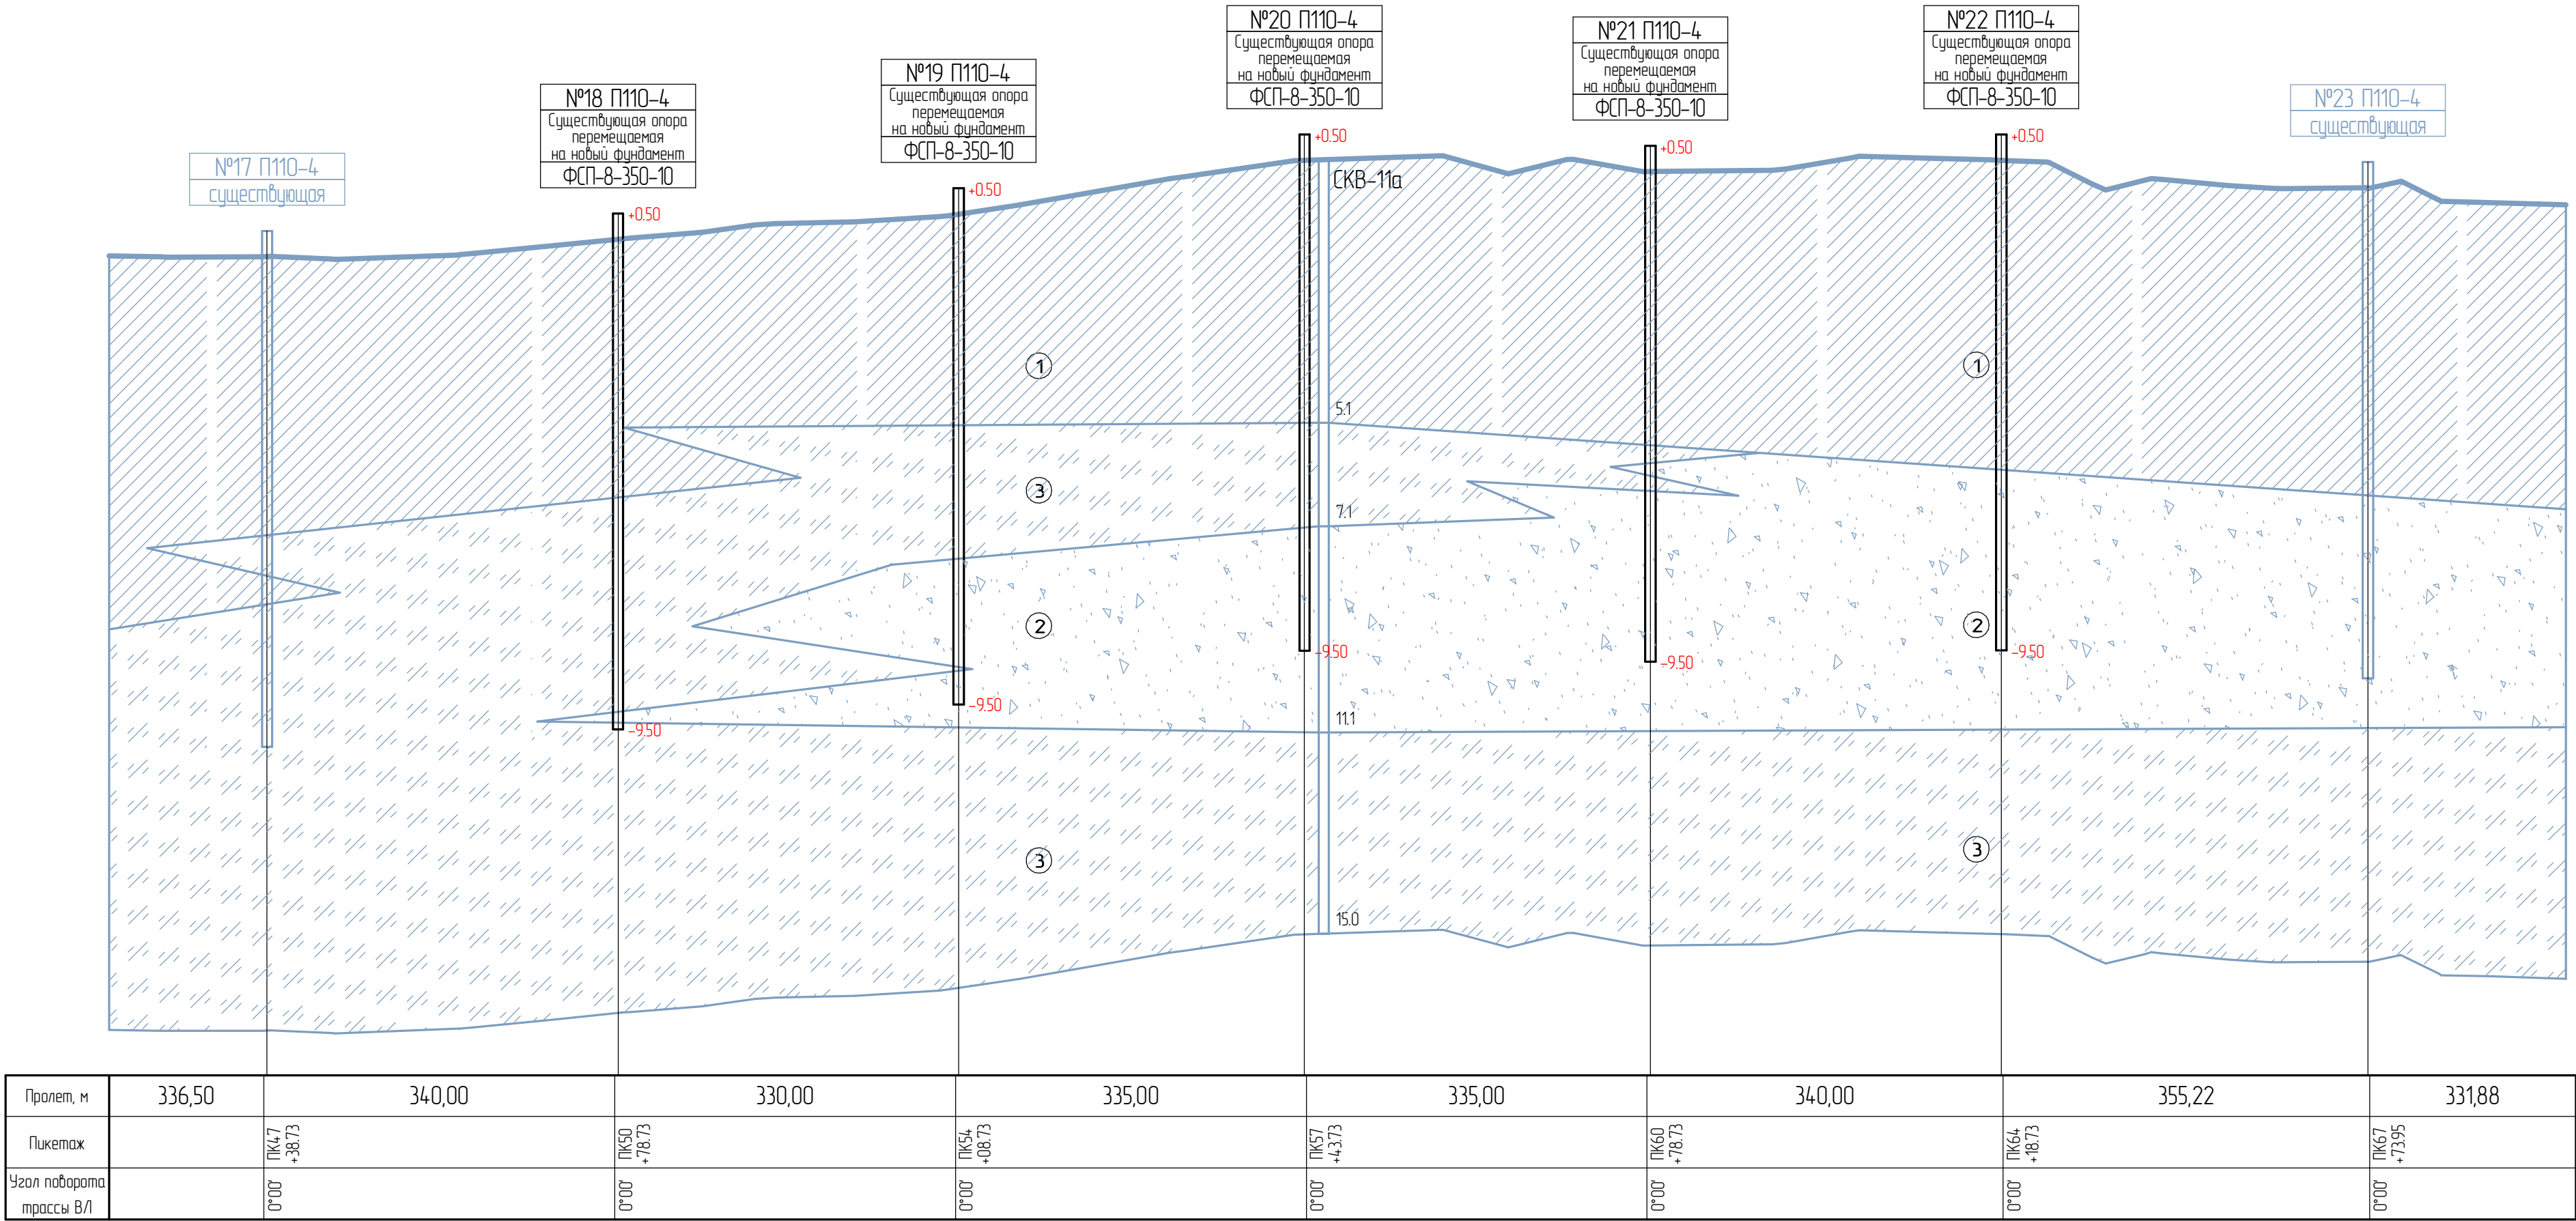 №17 П110-4
существующая
№18 П110-4
Существующая опора
перемещаемая
на новый фундамент
ФСП-8-350-10
№19 П110-4
Существующая опора
перемещаемая
на новый фундамент
ФСП-8-350-10
№20 П110-4
Существующая опора
перемещаемая
на новый фундамент
ФСП-8-350-10
№21 П110-4
Существующая опора
перемещаемая
на новый фундамент
ФСП-8-350-10
№22 П110-4
Существующая опора
перемещаемая
на новый фундамент
ФСП-8-350-10
№23 П110-4
существующая
+0.50
+0.50
+0.50
+0.50
+0.50
СКВ-11а
1
1
5.1
3
7.1
2
2
-9.50
-9.50
-9.50
-9.50
-9.50
11.1
3
3
15.0
Пролет, м
336,50
340,00
330,00
335,00
335,00
340,00
355,22
331,88
Пикетаж
ПК47
+38.73
ПК50
+78.73
ПК54
+08.73
ПК57
+43.73
ПК60
+78.73
ПК64
+18.73
ПК67
+73.95
Угол поворота
трассы ВЛ
0°00'
0°00'
0°00'
0°00'
0°00'
0°00'
0°00'